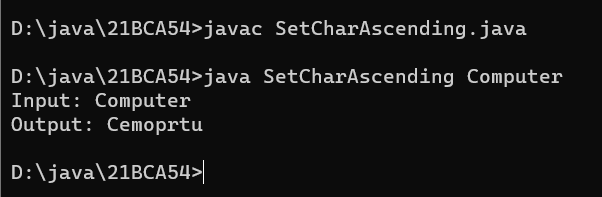 D:\java\21BCA54>javac SetCharAscending.java
D:\java\21BCA54>java SetCharAscending Computer
Input: Computer
Output: Cemoprtu
D:\java\21BCA54>